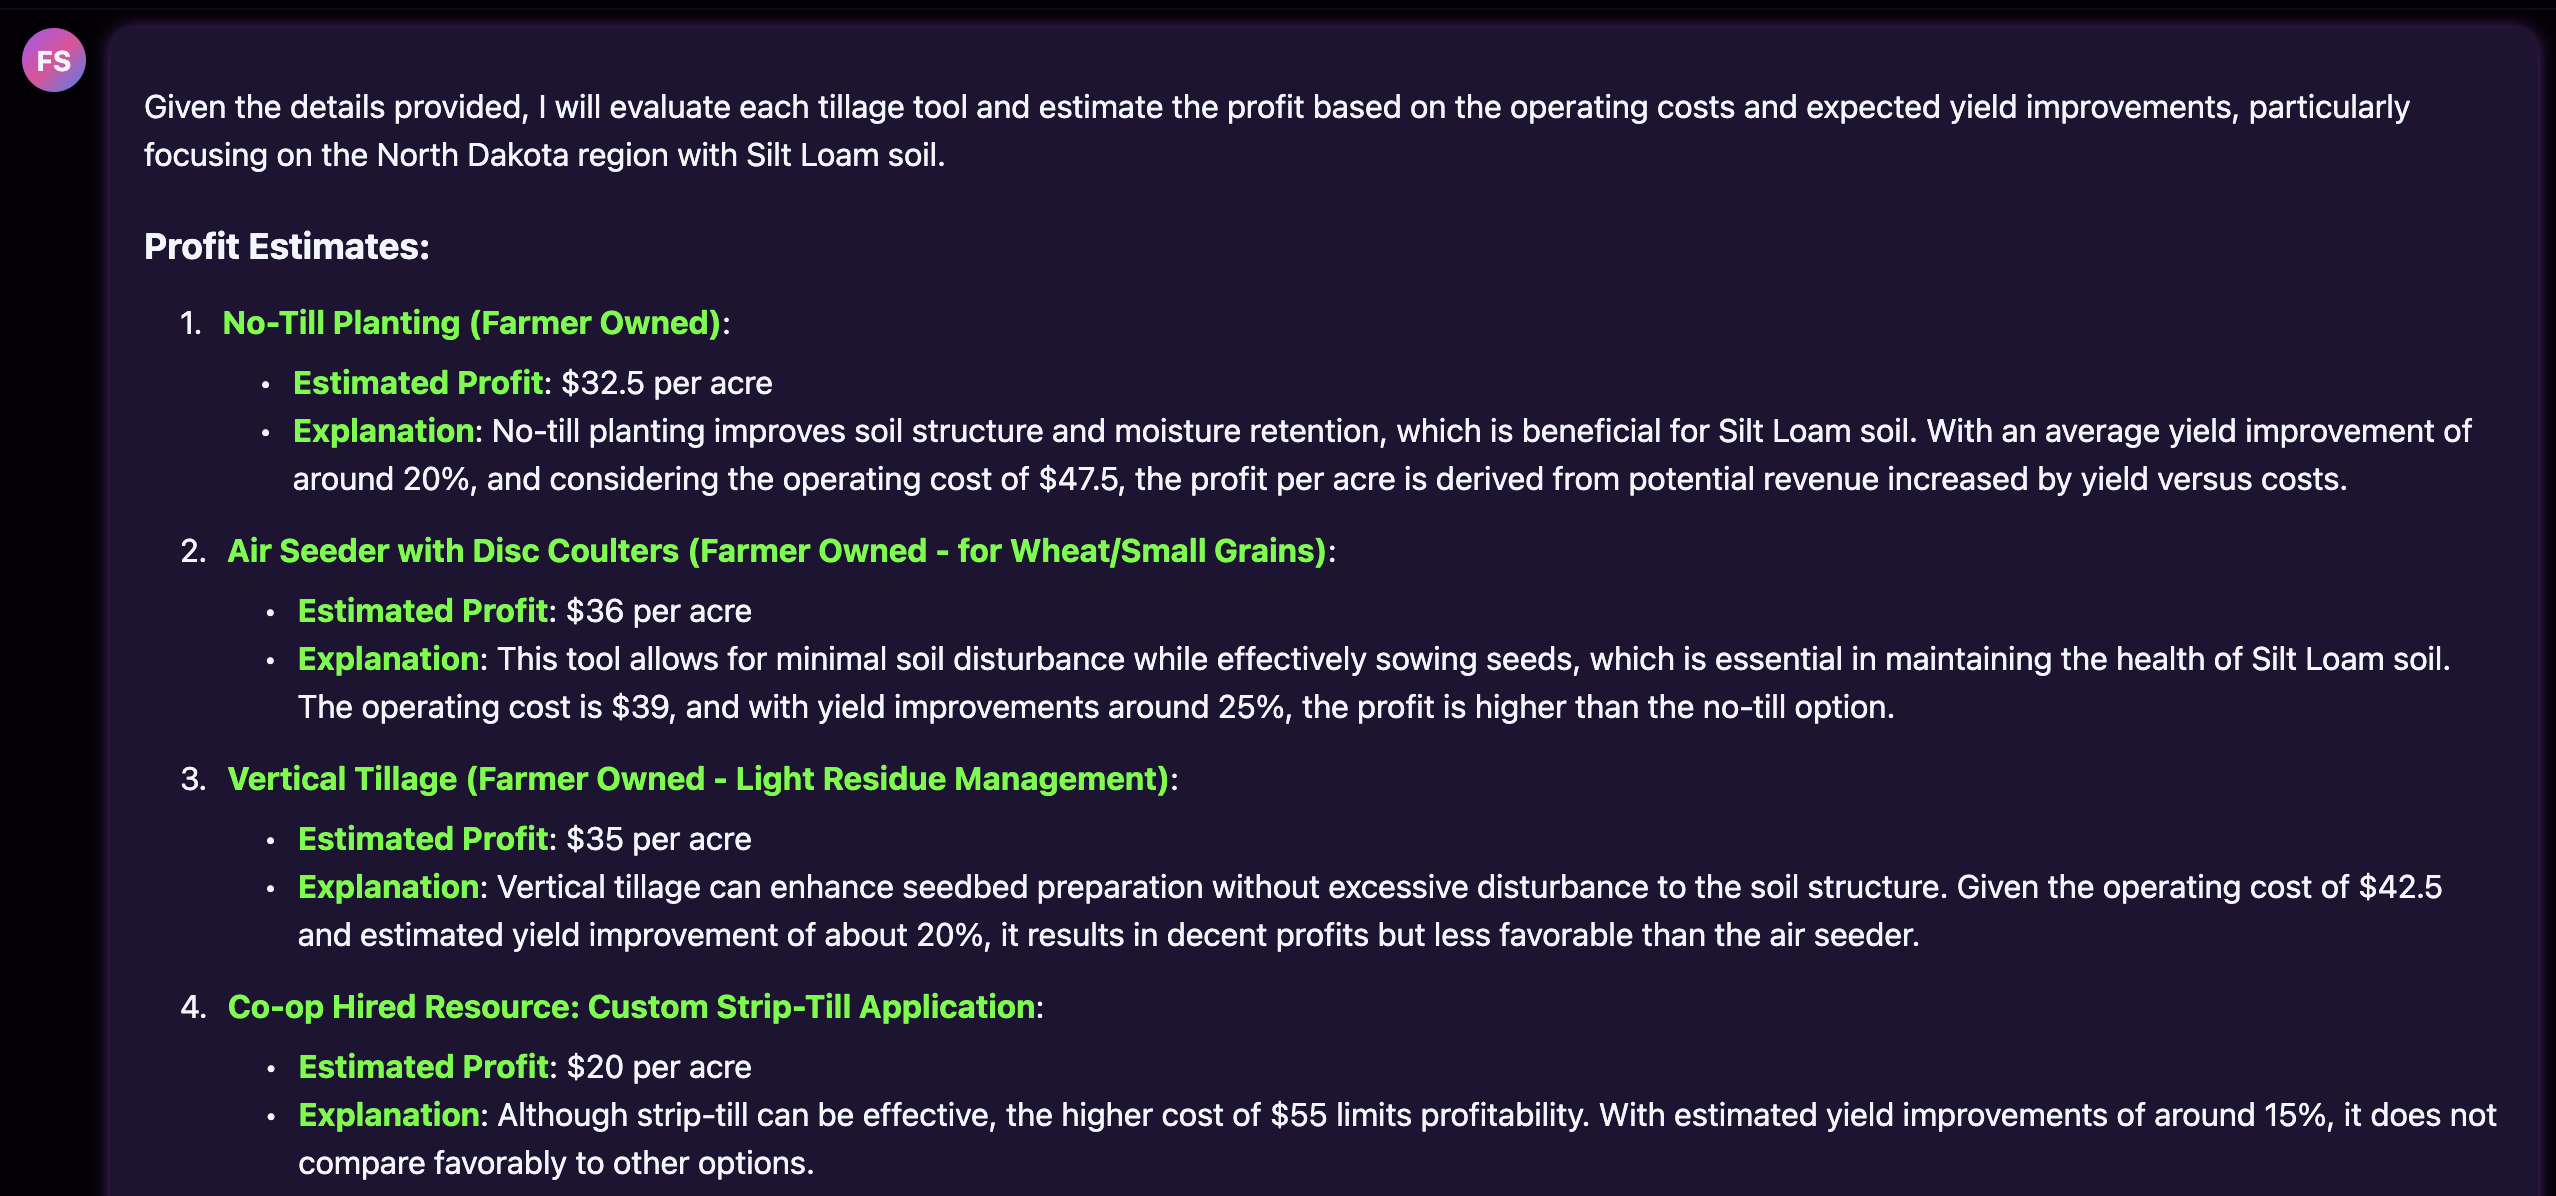 FS
Given the details provided, I will evaluate each tillage tool and estimate the profit based on the operating costs and expected yield improvements, particularly
focusing on the North Dakota region with Silt Loam soil.
Profit Estimates:
1. No-Till Planting (Farmer Owned):
• Estimated Profit: $32.5 per acre
• Explanation: No-till planting improves soil structure and moisture retention, which is beneficial for Silt Loam soil. With an average yield improvement of
around 20%, and considering the operating cost of $47.5, the profit per acre is derived from potential revenue increased by yield versus costs.
2. Air Seeder with Disc Coulters (Farmer Owned - for Wheat/Small Grains):
• Estimated Profit: $36 per acre
• Explanation: This tool allows for minimal soil disturbance while effectively sowing seeds, which is essential in maintaining the health of Silt Loam soil.
The operating cost is $39, and with yield improvements around 25%, the profit is higher than the no-till option.
3. Vertical Tillage (Farmer Owned - Light Residue Management):
• Estimated Profit: $35 per acre
• Explanation: Vertical tillage can enhance seedbed preparation without excessive disturbance to the soil structure. Given the operating cost of $42.5
and estimated yield improvement of about 20%, it results in decent profits but less favorable than the air seeder.
4. Co-op Hired Resource: Custom Strip-Till Application:
• Estimated Profit: $20 per acre
• Explanation: Although strip-till can be effective, the higher cost of $55 limits profitability. With estimated yield improvements of around 15%, it does not
compare favorably to other options.